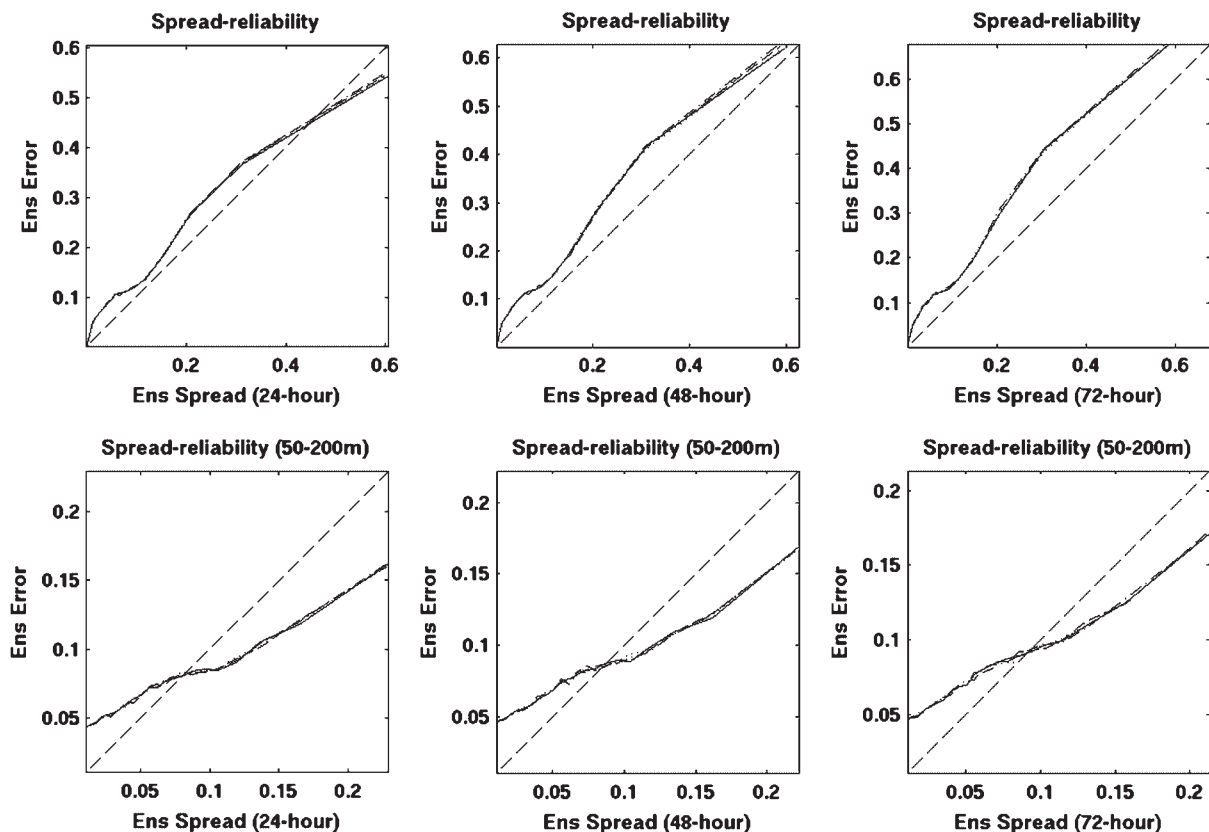 Spread-reliability
0.6
0.5
0.4
0.3
0.2
0.1
Ens Error
0.2 0.4 0.6
Ens Spread (24-hour)
Spread-reliability
0.6
0.5
0.4
0.3
0.2
0.1
Ens Error
0.2 0.4 0.6
Ens Spread (48-hour)
Spread-reliability
0.6
0.5
0.4
0.3
0.2
0.1
Ens Error
0.2 0.4 0.6
Ens Spread (72-hour)
Spread-reliability (50-200m)
0.2
0.15
0.1
0.05
Ens Error
0.05 0.1 0.15 0.2
Ens Spread (24-hour)
Spread-reliability (50-200m)
0.2
0.15
0.1
0.05
Ens Error
0.05 0.1 0.15 0.2
Ens Spread (48-hour)
Spread-reliability (50-200m)
0.2
0.15
0.1
0.05
Ens Error
0.05 0.1 0.15 0.2
Ens Spread (72-hour)